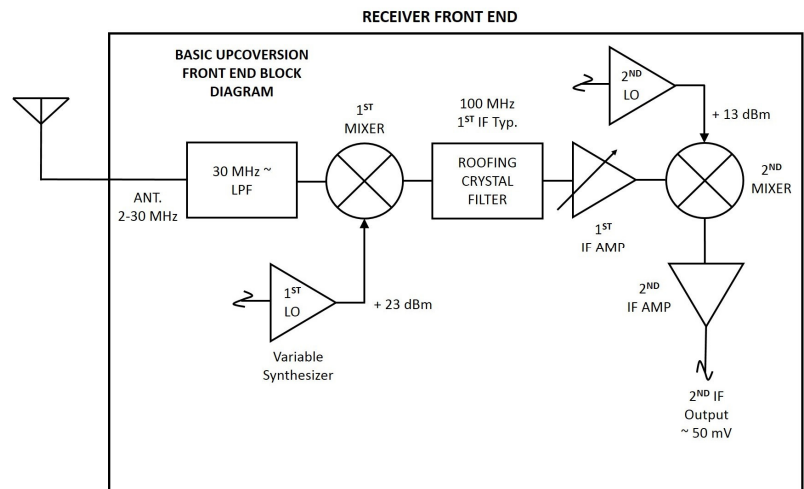 RECEIVER FRONT END
BASIC UPCOVERSION
FRONT END BLOCK
DIAGRAM
ANT.
2-30 MHz
30 MHz ~
LPF
1ST
MIXER
1ST
LO
+ 23 dBm
Variable
Synthesizer
100 MHz
1ST IF Typ.
ROOFING
CRYSTAL
FILTER
1ST
IF AMP
2ND
LO
+ 13 dBm
2ND
MIXER
2ND
IF AMP
2ND IF
Output
~ 50 mV